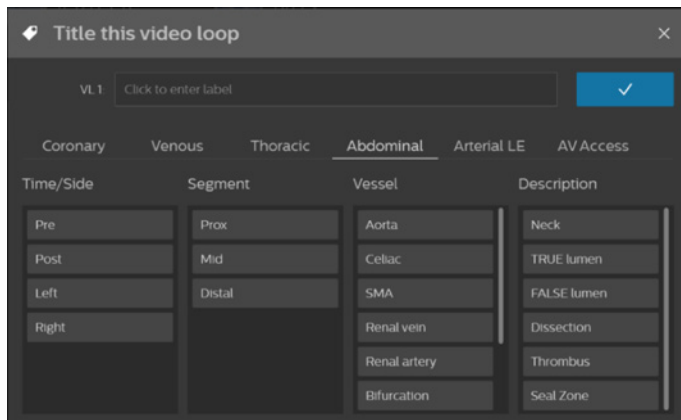 Title this video loop
VL 1: Click to enter label
Coronary Venous Thoracic Abdominal Arterial LE AV Access
Time/Side Segment Vessel Description
Pre Prox Aorta Neck
Post Mid Celiac TRUE lumen
Left Distal SMA FALSE lumen
Right Renal vein Dissection
Renal artery Thrombus
Bifurcation Seal Zone